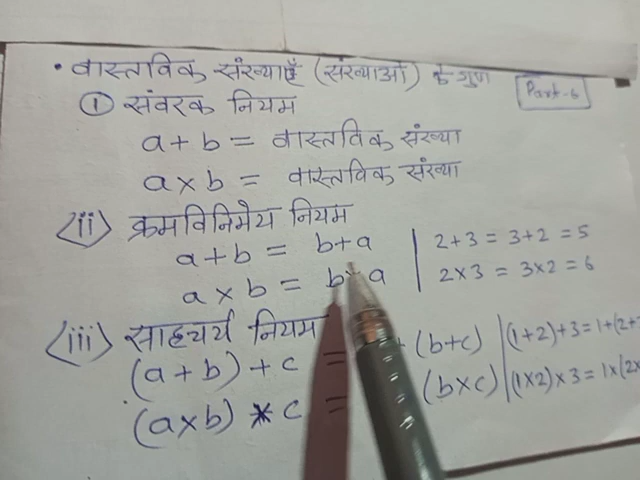 • वास्तविक संख्याएँ (संख्याओं) के गुण
Part-6
① संवरक नियम
a + b = वास्तविक संख्या
a × b = वास्तविक संख्या
(ii) क्रमविनिमेय नियम
a + b = b + a | 2 + 3 = 3 + 2 = 5
a × b = b × a | 2 × 3 = 3 × 2 = 6
(iii) साहचर्य नियम
(a + b) + c = + (b + c) | (1 + 2) + 3 = 1 + (2 +
(a × b) × c = (b × c) | (1 × 2) × 3 = 1 × (2 ×